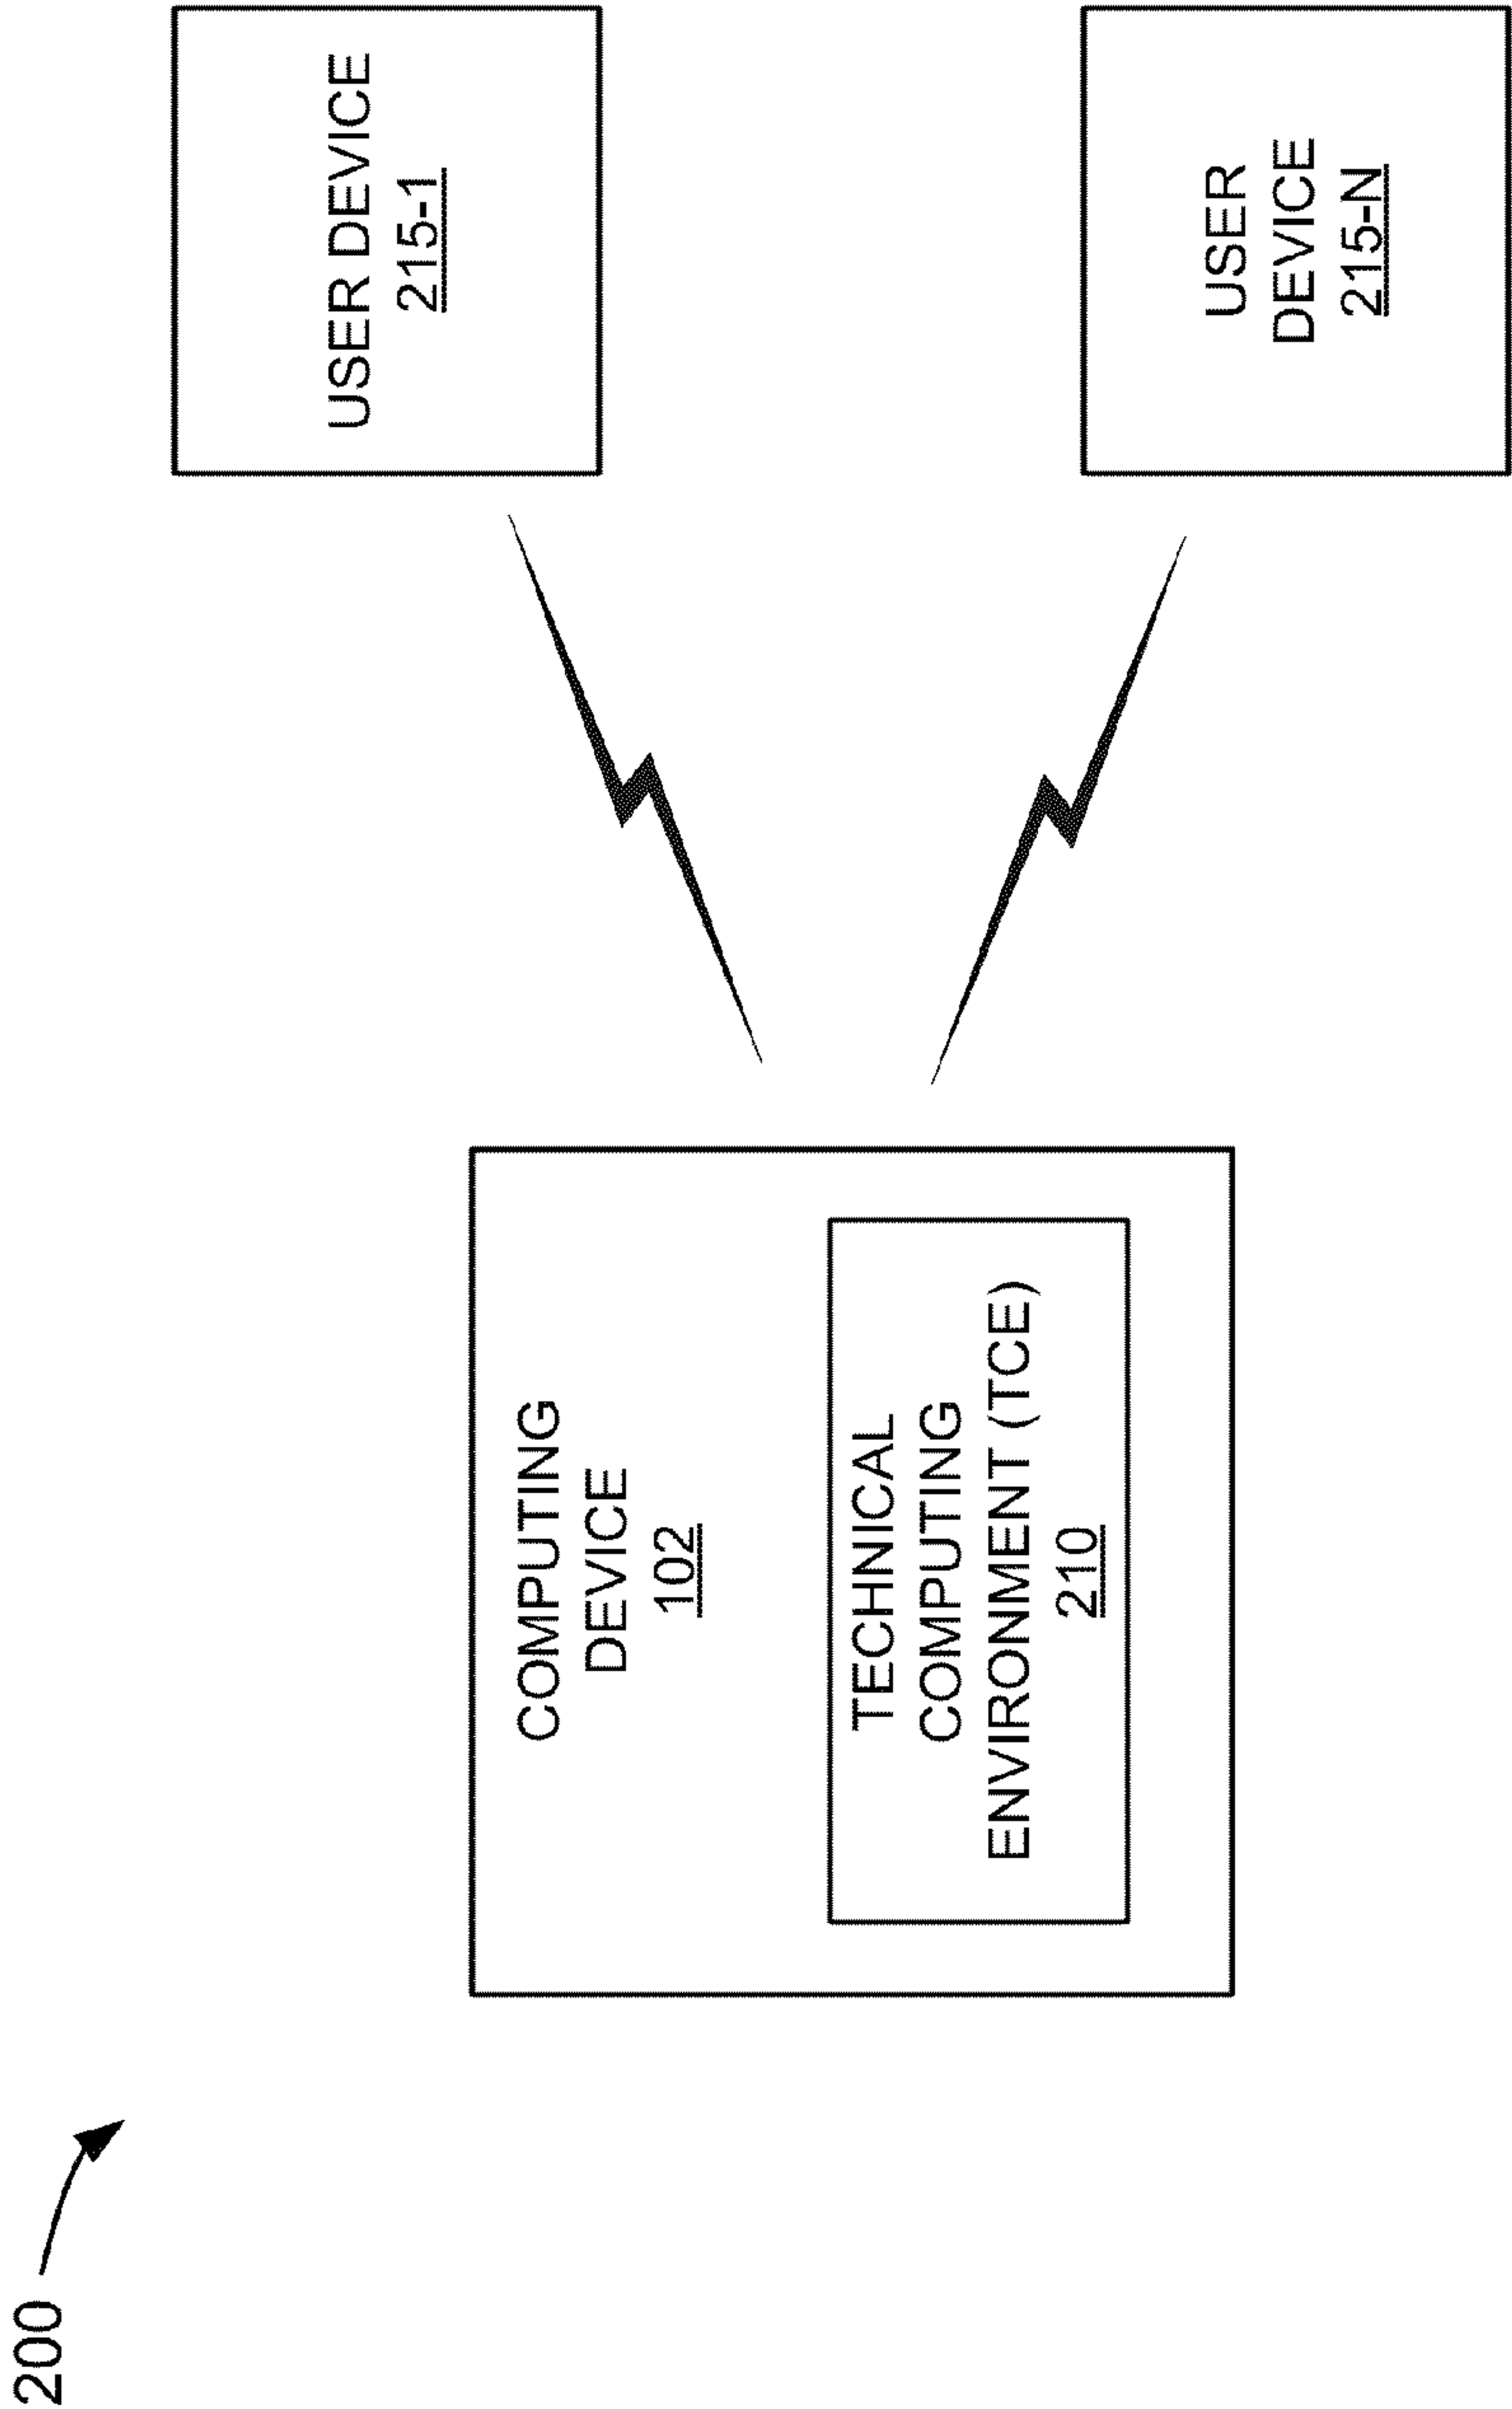 200
COMPUTING
DEVICE
102
TECHNICAL
COMPUTING
ENVIRONMENT (TCE)
210
USER DEVICE
215-1
USER
DEVICE
215-N